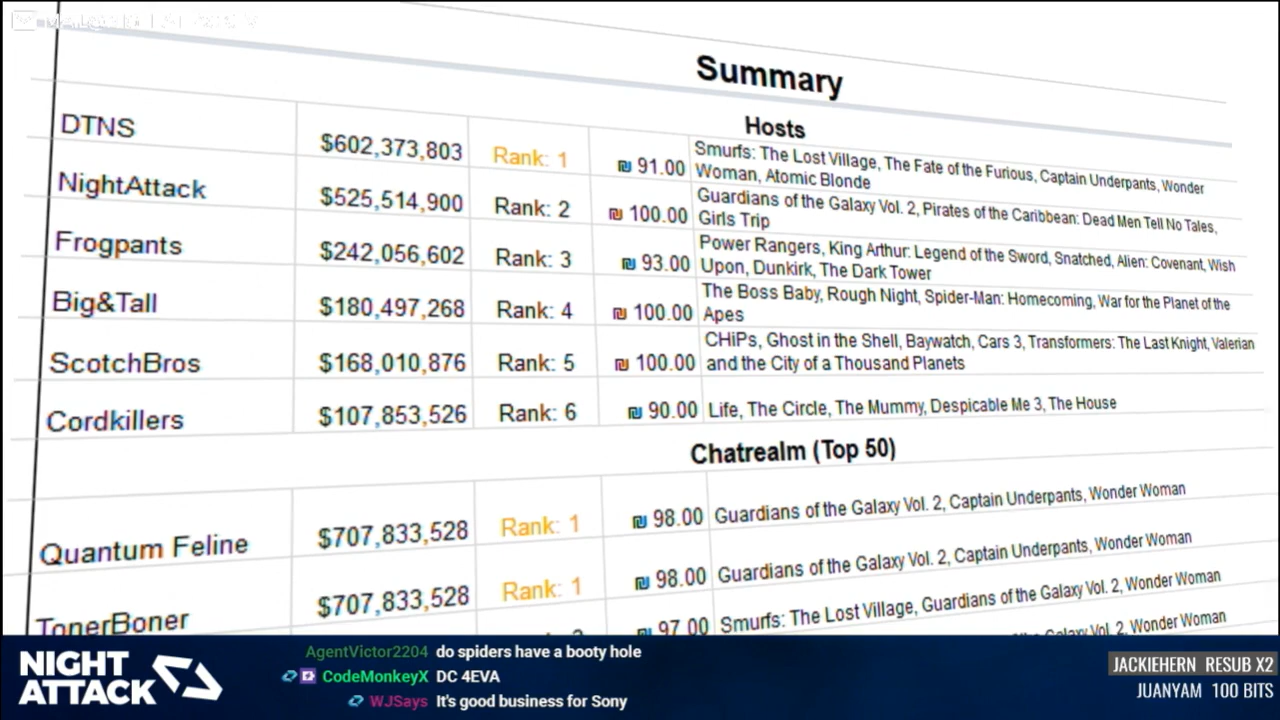 Summary
Hosts
DTNS $602,373,803 Rank: 1 ₪ 91.00 Smurfs: The Lost Village, The Fate of the Furious, Captain Underpants, Wonder
Woman, Atomic Blonde
NightAttack $525,514,900 Rank: 2 ₪ 100.00 Guardians of the Galaxy Vol. 2, Pirates of the Caribbean: Dead Men Tell No Tales,
Girls Trip
Frogpants $242,056,602 Rank: 3 ₪ 93.00 Power Rangers, King Arthur: Legend of the Sword, Snatched, Alien: Covenant, Wish
Upon, Dunkirk, The Dark Tower
Big&Tall $180,497,268 Rank: 4 ₪ 100.00 The Boss Baby, Rough Night, Spider-Man: Homecoming, War for the Planet of the
Apes
ScotchBros $168,010,876 Rank: 5 ₪ 100.00 CHiPs, Ghost in the Shell, Baywatch, Cars 3, Transformers: The Last Knight, Valerian
and the City of a Thousand Planets
Cordkillers $107,853,526 Rank: 6 ₪ 90.00 Life, The Circle, The Mummy, Despicable Me 3, The House
Chatrealm (Top 50)
Quantum Feline $707,833,528 Rank: 1 ₪ 98.00 Guardians of the Galaxy Vol. 2, Captain Underpants, Wonder Woman
TonerBoner $707,833,528 Rank: 1 ₪ 98.00 Guardians of the Galaxy Vol. 2, Captain Underpants, Wonder Woman
₪ 97.00 Smurfs: The Lost Village, Guardians of the Galaxy Vol. 2, Wonder Woman
Galaxy Vol. 2, Wonder Woman
NIGHT
ATTACK
AgentVictor2204 do spiders have a booty hole
CodeMonkeyX DC 4EVA
WJSays It's good business for Sony
JACKIEHERN RESUB X2
JUANYAM 100 BITS